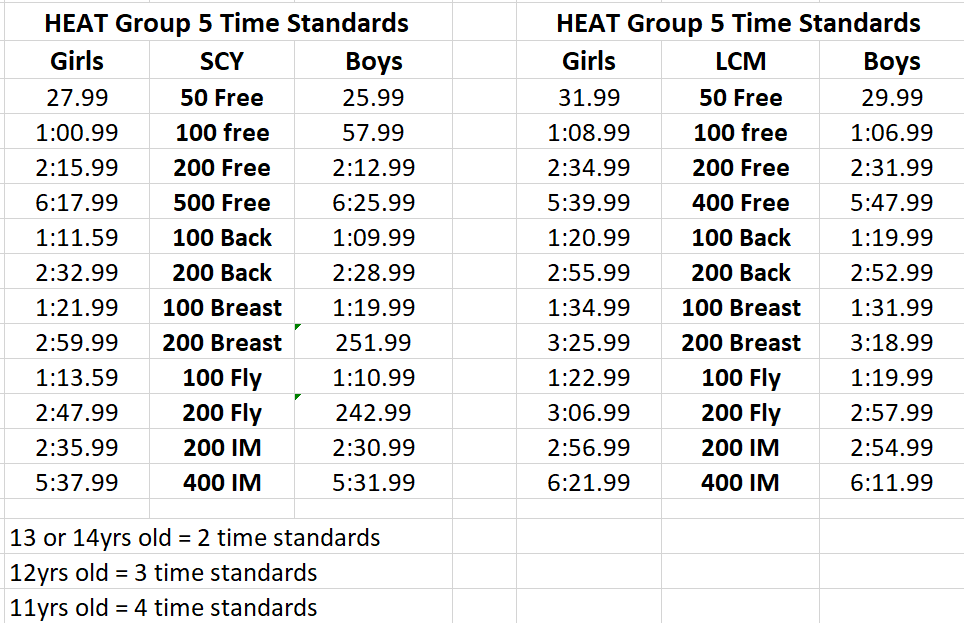 HEAT Group 5 Time Standards HEAT Group 5 Time Standards
Girls SCY Boys Girls LCM Boys
27.99 50 Free 25.99 31.99 50 Free 29.99
1:00.99 100 free 57.99 1:08.99 100 free 1:06.99
2:15.99 200 Free 2:12.99 2:34.99 200 Free 2:31.99
6:17.99 500 Free 6:25.99 5:39.99 400 Free 5:47.99
1:11.59 100 Back 1:09.99 1:20.99 100 Back 1:19.99
2:32.99 200 Back 2:28.99 2:55.99 200 Back 2:52.99
1:21.99 100 Breast 1:19.99 1:34.99 100 Breast 1:31.99
2:59.99 200 Breast 251.99 3:25.99 200 Breast 3:18.99
1:13.59 100 Fly 1:10.99 1:22.99 100 Fly 1:19.99
2:47.99 200 Fly 242.99 3:06.99 200 Fly 2:57.99
2:35.99 200 IM 2:30.99 2:56.99 200 IM 2:54.99
5:37.99 400 IM 5:31.99 6:21.99 400 IM 6:11.99
13 or 14yrs old = 2 time standards
12yrs old = 3 time standards
11yrs old = 4 time standards